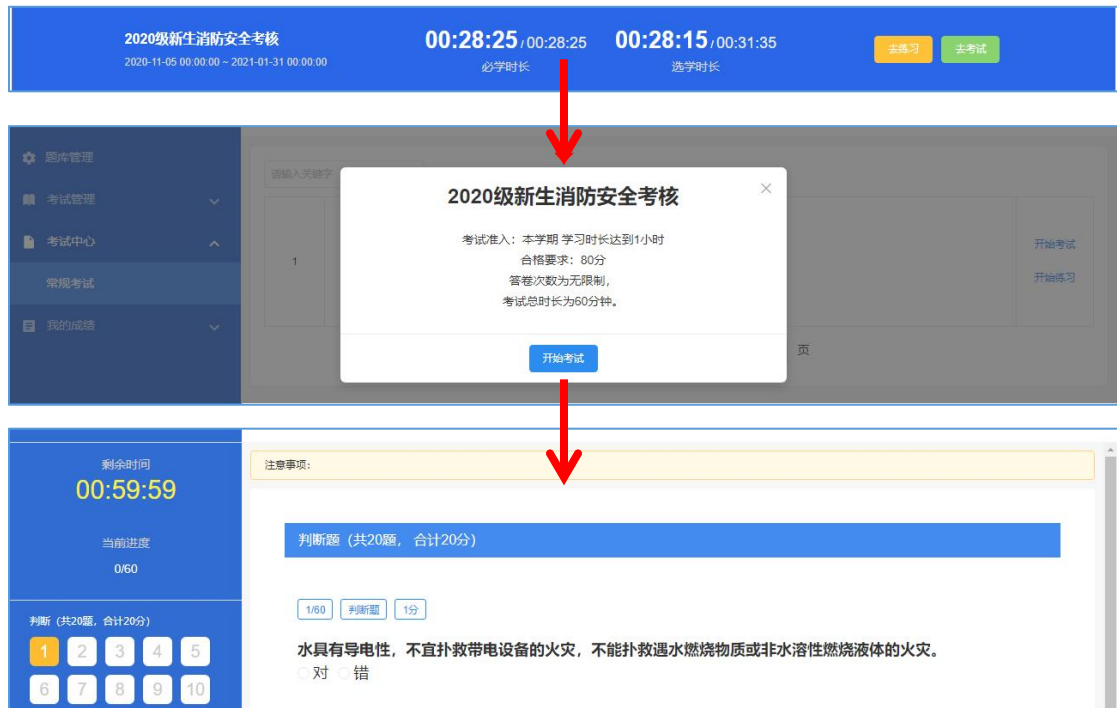 2020级新生消防安全考核
2020-11-05 00:00:00 ~ 2021-01-31 00:00:00
00:28:25 / 00:28:25
必学时长
00:28:15 / 00:31:35
选学时长
去练习
去考试
题库管理
考试管理
考试中心
常规考试
我的成绩
请输入关键字
1
开始考试
开始练习
页
2020级新生消防安全考核
考试准入：本学期 学习时长达到1小时
合格要求：80分
答卷次数为无限制，
考试总时长为60分钟。
开始考试
剩余时间
00:59:59
当前进度
0/60
判断（共20题，合计20分）
1 2 3 4 5
6 7 8 9 10
注意事项：
判断题（共20题，合计20分）
1/60 判断题 1分
水具有导电性，不宜扑救带电设备的火灾，不能扑救遇水燃烧物质或非水溶性燃烧液体的火灾。
对 错